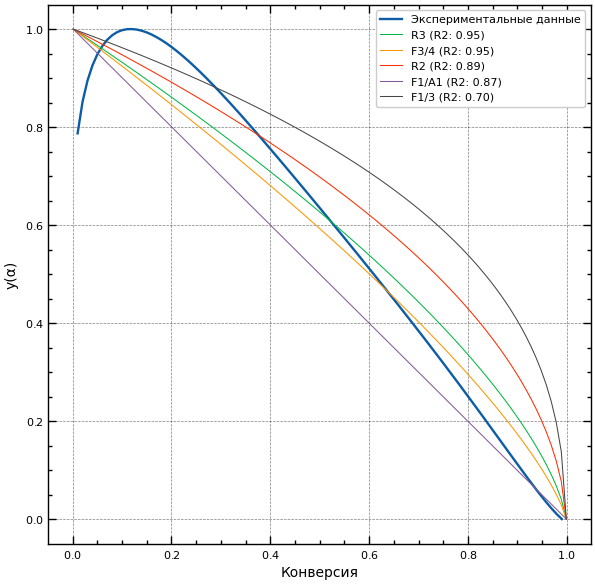 Экспериментальные данные
R3 (R2: 0.95)
F3/4 (R2: 0.95)
R2 (R2: 0.89)
F1/A1 (R2: 0.87)
F1/3 (R2: 0.70)
1.0
0.8
0.6
0.4
0.2
0.0
y(α)
0.0 0.2 0.4 0.6 0.8 1.0
Конверсия